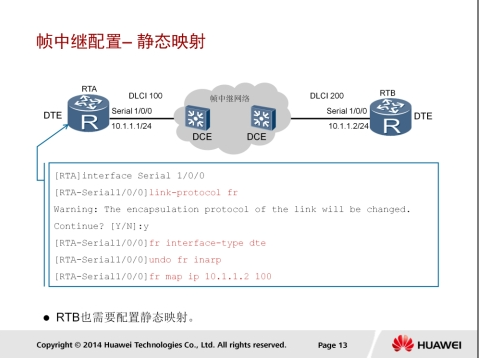 帧中继配置– 静态映射
RTA
DLCI 100
帧中继网络
DLCI 200
RTB
DTE
Serial 1/0/0
Serial 1/0/0
DTE
R
10.1.1.1/24
10.1.1.2/24
R
DCE
DCE
[RTA]interface Serial 1/0/0
[RTA-Serial1/0/0]link-protocol fr
Warning: The encapsulation protocol of the link will be changed.
Continue? [Y/N]:y
[RTA-Serial1/0/0]fr interface-type dte
[RTA-Serial1/0/0]undo fr inarp
[RTA-Serial1/0/0]fr map ip 10.1.1.2 100
● RTB也需要配置静态映射。
Copyright © 2014 Huawei Technologies Co., Ltd. All rights reserved.
Page 13
HUAWEI